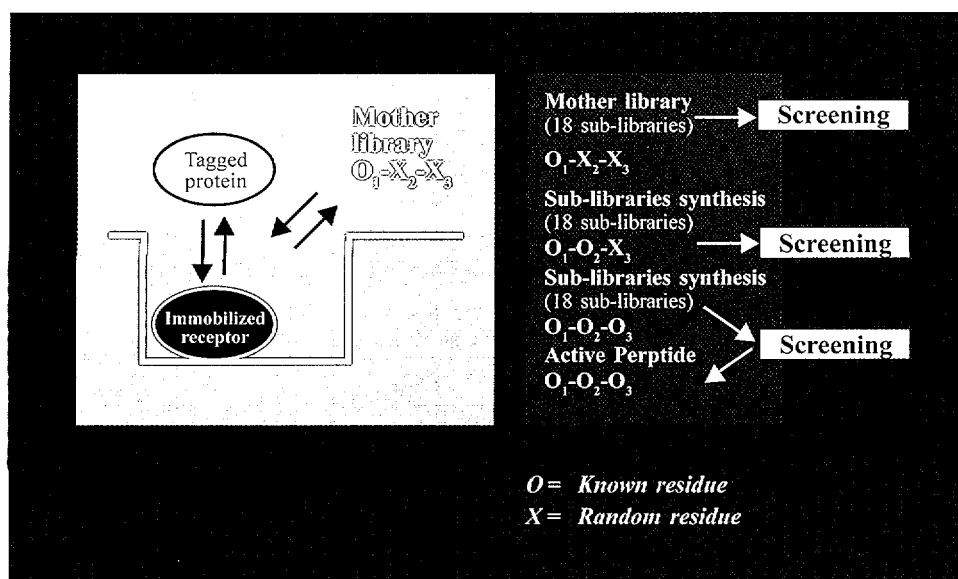 Mother
library
O₁-X₂-X₃
Tagged
protein
Immobilized
receptor
Mother library
(18 sub-libraries)
O₁-X₂-X₃
Screening
Sub-libraries synthesis
(18 sub-libraries)
O₁-O₂-X₃
Screening
Sub-libraries synthesis
(18 sub-libraries)
O₁-O₂-O₃
Screening
Active Perptide
O₁-O₂-O₃
O = Known residue
X = Random residue